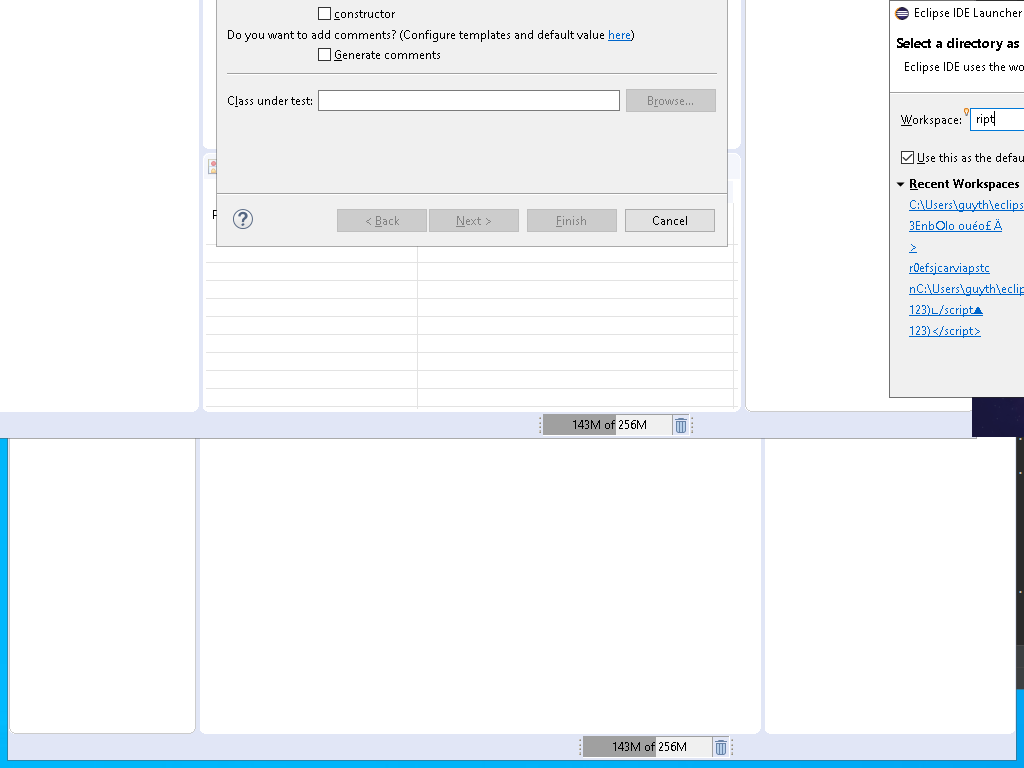 constructor
Do you want to add comments? (Configure templates and default value here)
Generate comments
Class under test:
Browse...
< Back
Next >
Finish
Cancel
143M of 256M
143M of 256M
Eclipse IDE Launcher
Select a directory as
Eclipse IDE uses the
Workspace:
ript
Use this as the
Recent Workspaces
C:\Users\guyth\eclips
3EnbOlo ouéo£Ä
>
r0efsjcarviapstc
nC:\Users\guyth\eclip
123)∟/script▲
123)</script>